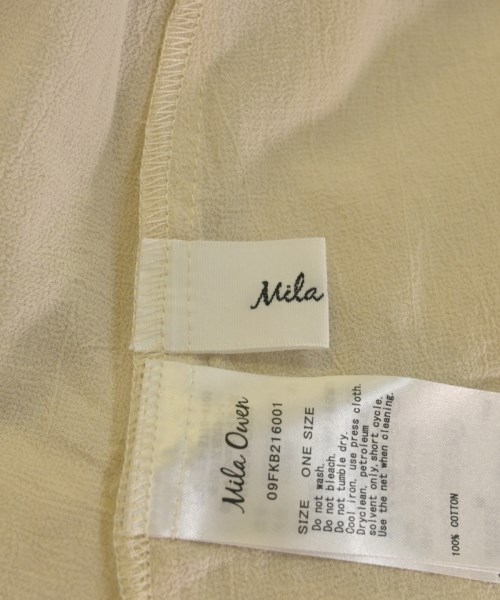 Mila
Mila Owen
09FKB216001
SIZE ONE SIZE
Do not wash.
Do not bleach.
Do not tumble dry.
Cool iron, use press cloth.
Dryclean, petroleum
solvent only, short cycle.
Use the net when cleaning.
100% COTTON